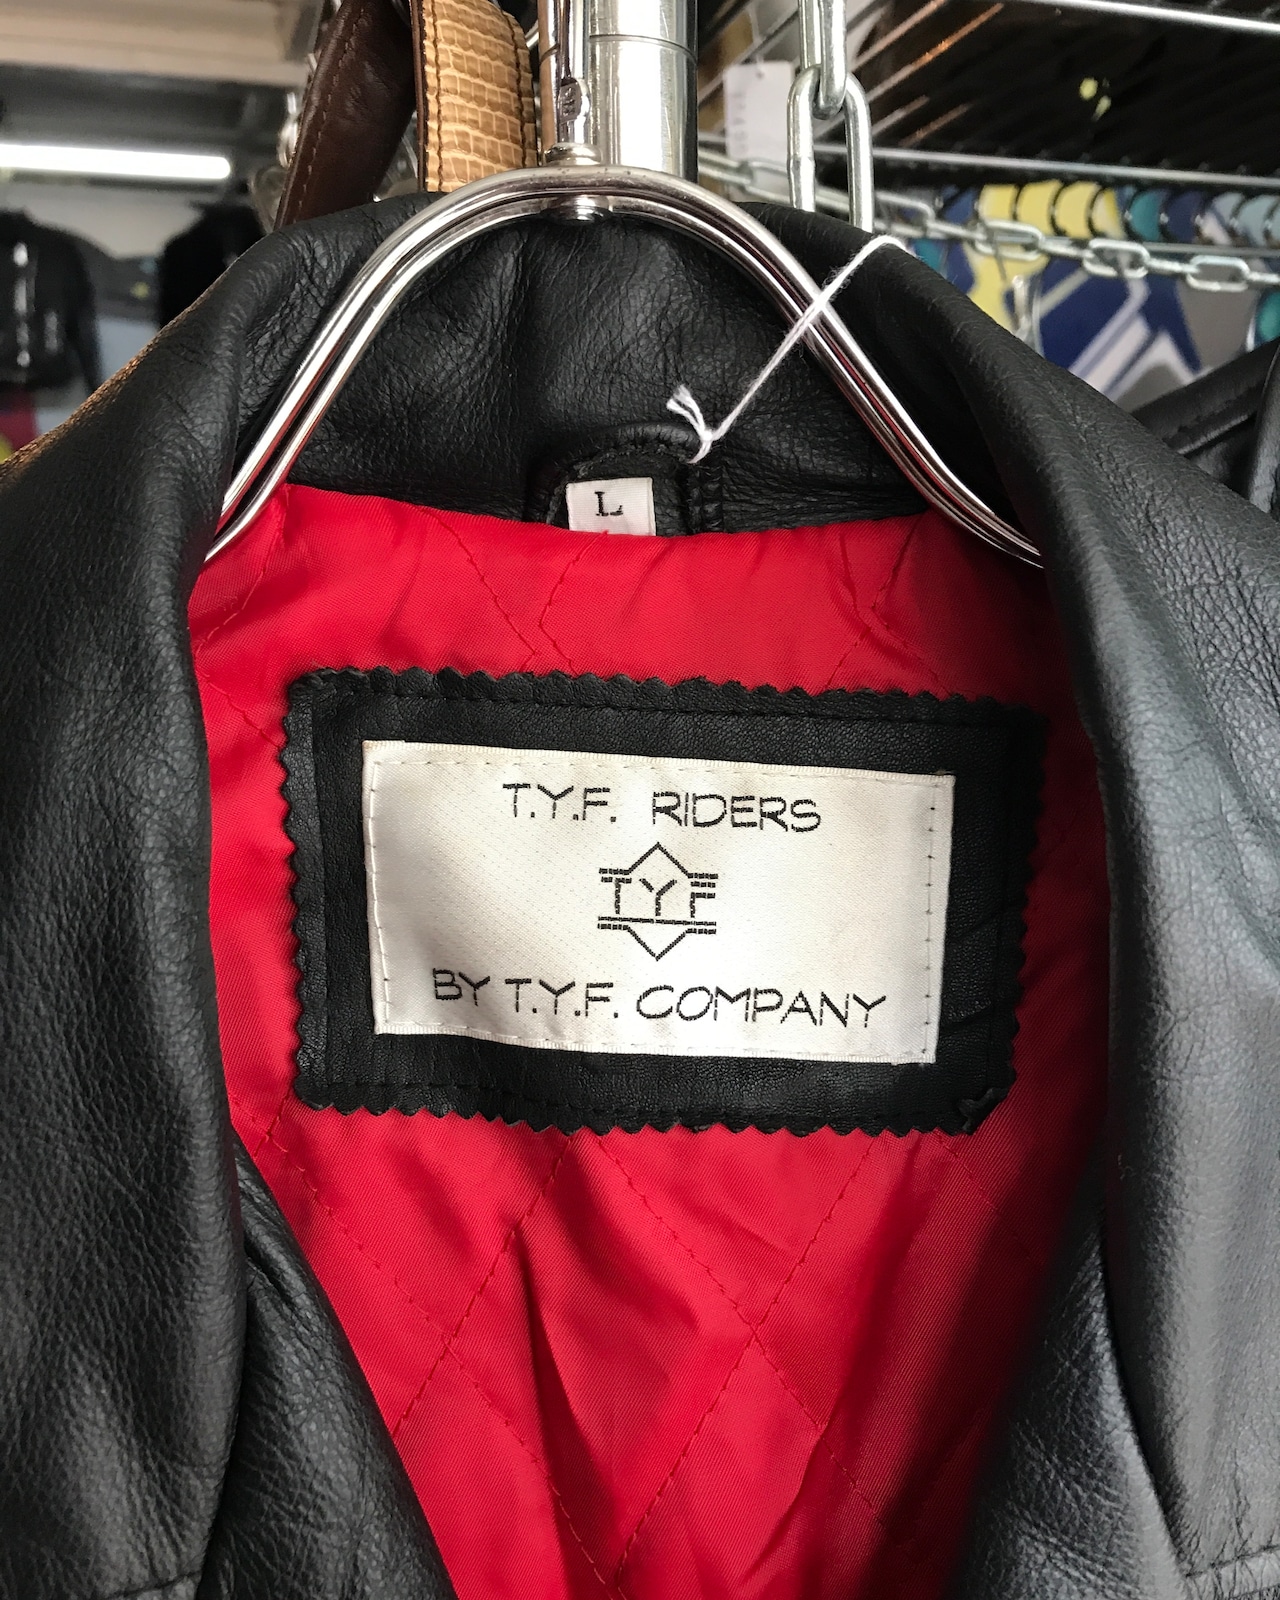 L
T.Y.F. RIDERS
TYF
BY T.Y.F. COMPANY